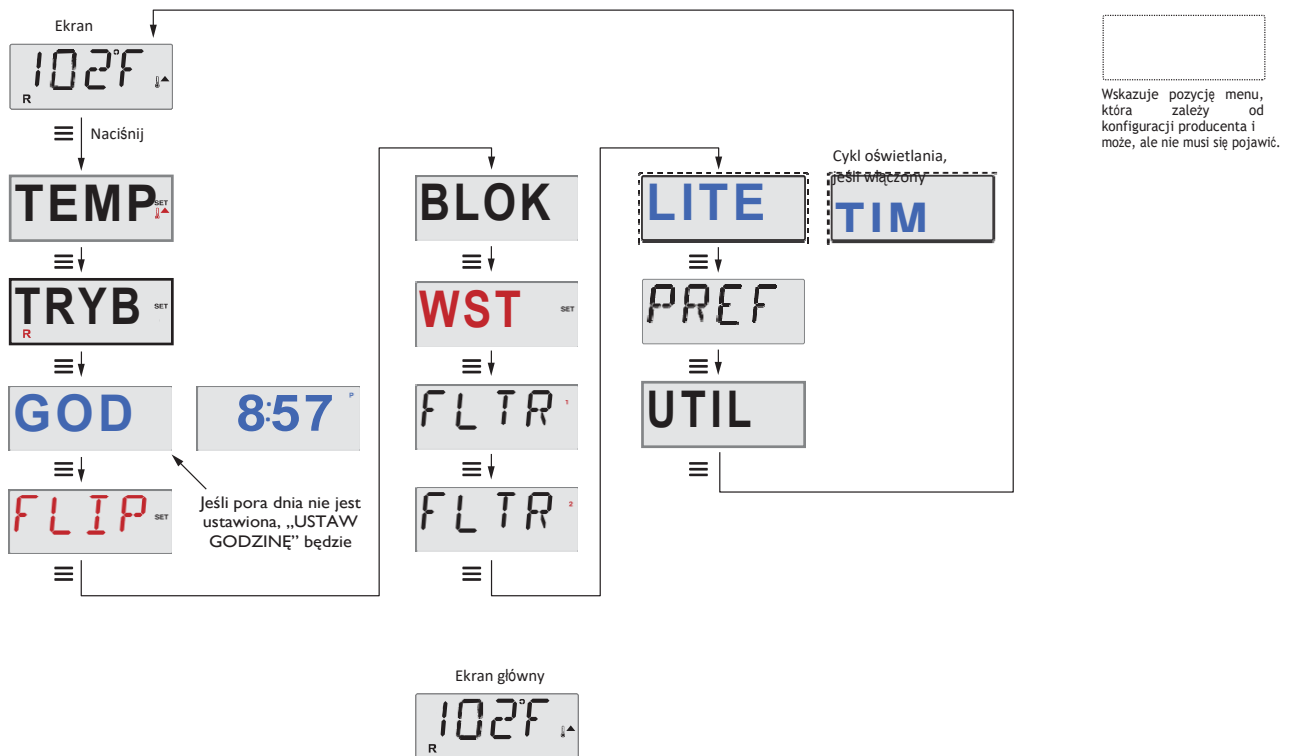 Ekran
102°F
R
Naciśnij
TEMP
SET
TRYB
SET
R
GOD
8:57
P
Jeśli pora dnia nie jest
ustawiona, „USTAW
GODZINĘ” będzie
FLIP
SET
BLOK
WST
SET
FLTR
1
FLTR
2
LITE
Cykl oświetlania,
jeśli włączony
TIM
PREF
UTIL
Wskazuje pozycję menu,
która zależy od
konfiguracji producenta i
może, ale nie musi się pojawić.
Ekran główny
102°F
R